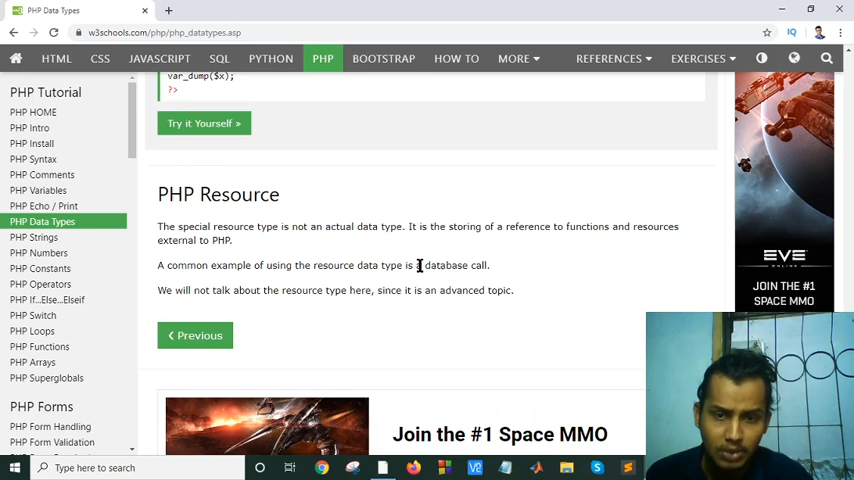 PHP Data Types
w3schools.com/php/php_datatypes.asp
IQ
HTML CSS JAVASCRIPT SQL PYTHON PHP BOOTSTRAP HOW TO MORE REFERENCES EXERCISES
PHP Tutorial
PHP HOME
PHP Intro
PHP Install
PHP Syntax
PHP Comments
PHP Variables
PHP Echo / Print
PHP Data Types
PHP Strings
PHP Numbers
PHP Constants
PHP Operators
PHP If...Else...Elseif
PHP Switch
PHP Loops
PHP Functions
PHP Arrays
PHP Superglobals
PHP Forms
PHP Form Handling
PHP Form Validation
var_dump($x);
?>
Try it Yourself »
PHP Resource
The special resource type is not an actual data type. It is the storing of a reference to functions and resources
external to PHP.
A common example of using the resource data type is a database call.
We will not talk about the resource type here, since it is an advanced topic.
❮ Previous
Join the #1 Space MMO
EVE
ONLINE
JOIN THE #1
SPACE MMO
Type here to search